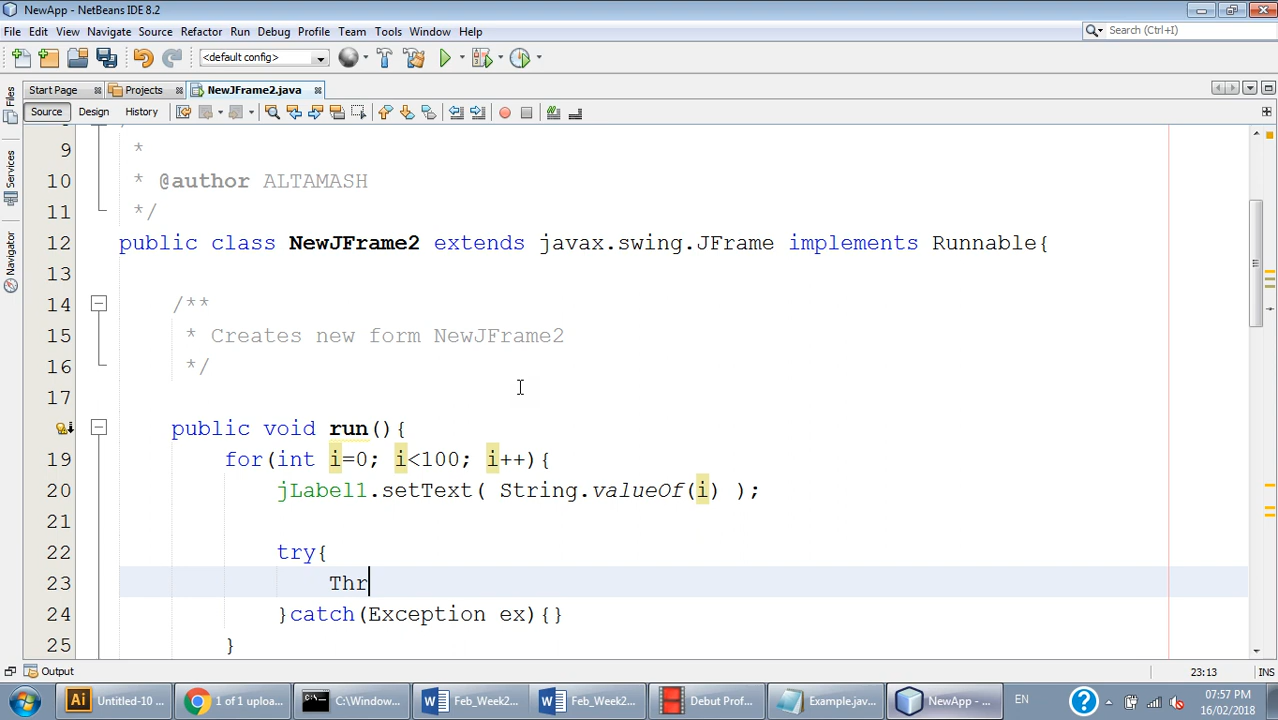 NewApp - NetBeans IDE 8.2
File Edit View Navigate Source Refactor Run Debug Profile Team Tools Window Help
Search (Ctrl+I)
<default config>
Start Page Projects NewJFrame2.java
Source Design History
Files
Services
Navigator
9 *
10 * @author ALTAMASH
11 */
12 public class NewJFrame2 extends javax.swing.JFrame implements Runnable{
13
14 /**
15 * Creates new form NewJFrame2
16 */
17
public void run(){
19 for(int i=0; i<100; i++){
20 jLabel1.setText( String.valueOf(i) );
21
22 try{
23 Thr
24 }catch(Exception ex){}
25 }
Output
23:13 INS
Untitled-10 ... 1 of 1 uploa... C:\Window... Feb_Week2... Feb_Week2... Debut Prof... Example.jav... NewApp - ... EN
07:57 PM
16/02/2018